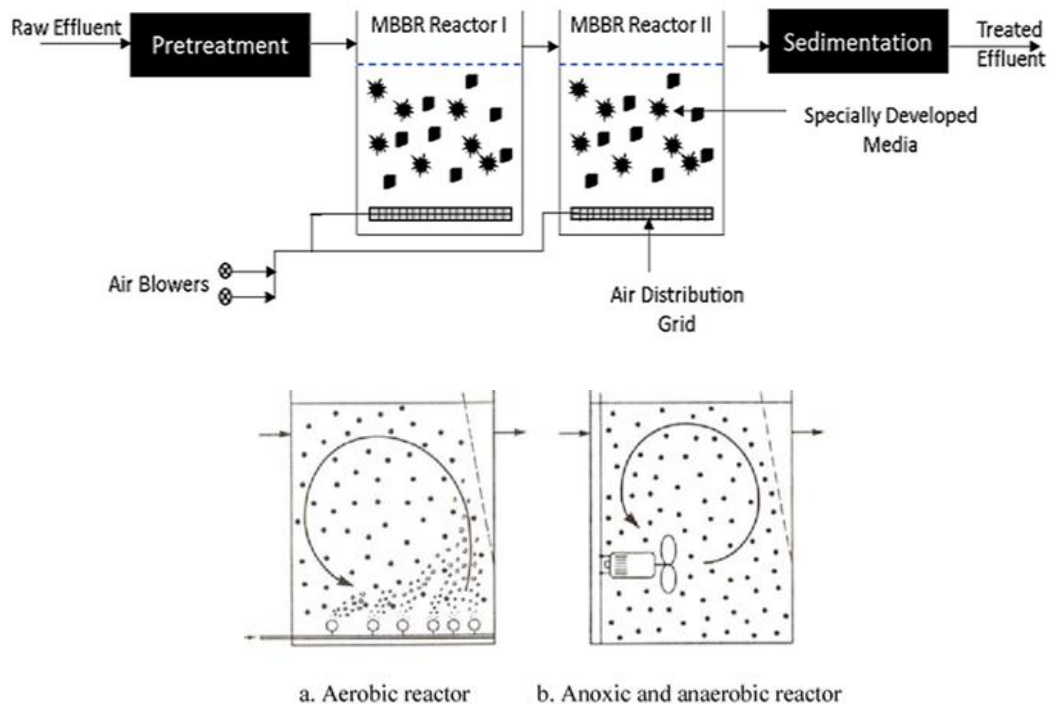 Raw Effluent
Pretreatment
MBBR Reactor I
MBBR Reactor II
Sedimentation
Treated
Effluent
Specially Developed
Media
Air Blowers
Air Distribution
Grid
a. Aerobic reactor
b. Anoxic and anaerobic reactor